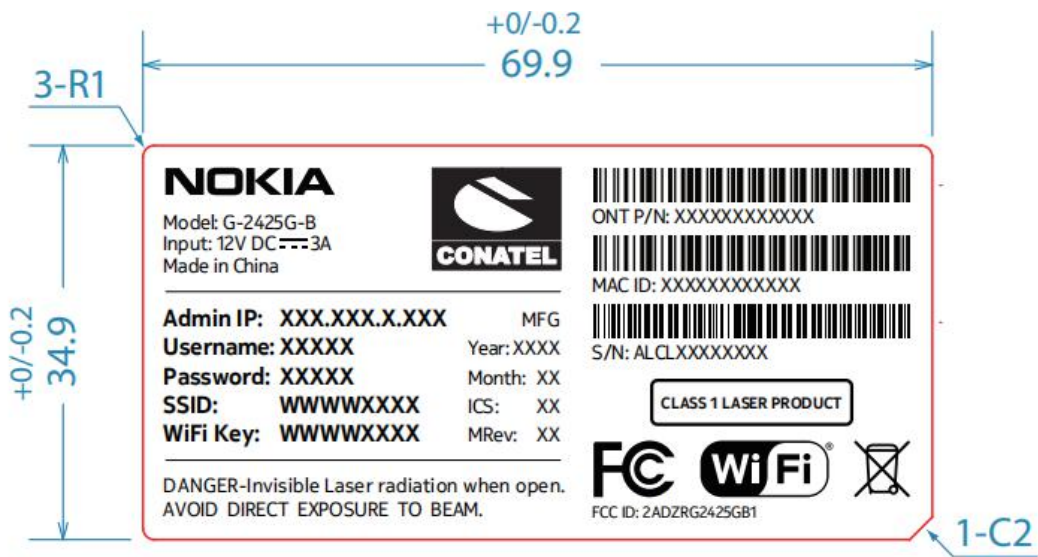 +0/-0.2
69.9
3-R1
+0/-0.2
34.9
NOKIA
Model: G-2425G-B
Input: 12V DC 3A
Made in China
CONATEL
Admin IP: XXX.XXX.X.XXX
Username: XXXXX
Password: XXXXX
SSID: WWWWXXXX
WiFi Key: WWWWXXXX
MFG
Year: XXXX
Month: XX
ICS: XX
MRev: XX
DANGER-Invisible Laser radiation when open.
AVOID DIRECT EXPOSURE TO BEAM.
ONT P/N: XXXXXXXXXXXX
MAC ID: XXXXXXXXXXXX
S/N: ALCLXXXXXXXX
CLASS 1 LASER PRODUCT
FC
WiFi®
FCC ID: 2ADZRG2425GB1
1-C2